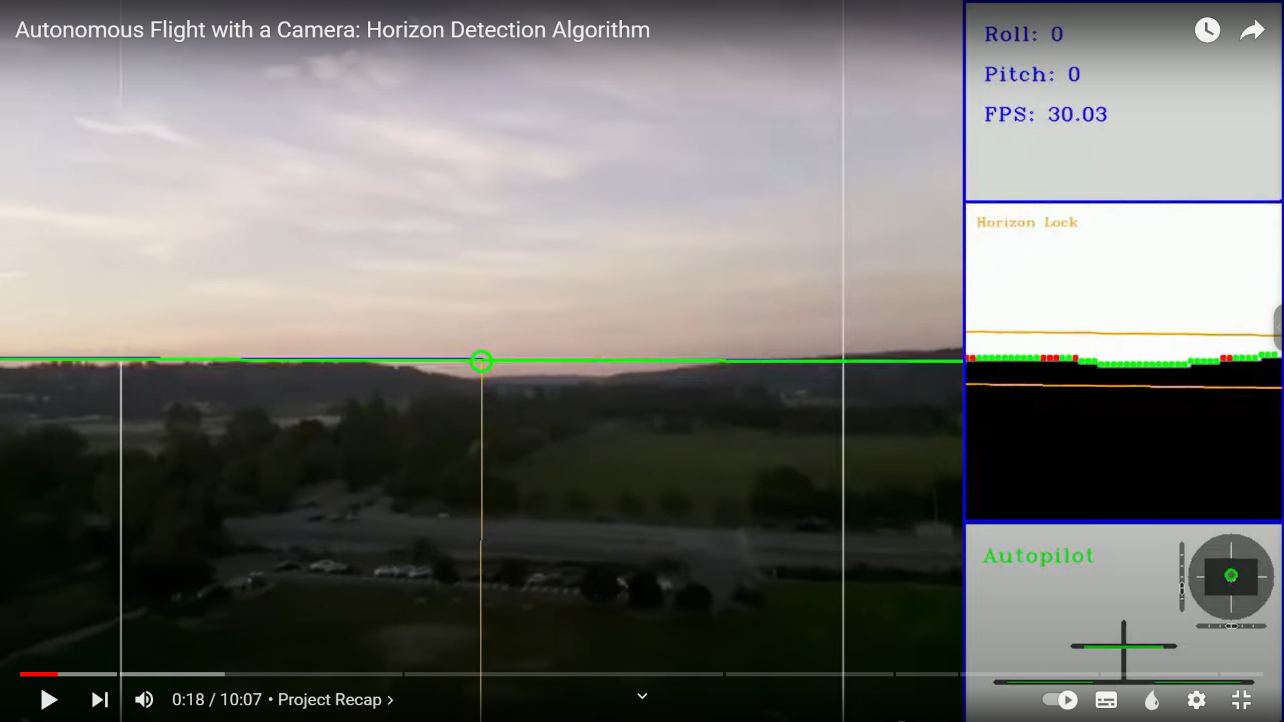 Autonomous Flight with a Camera: Horizon Detection Algorithm
Roll: 0
Pitch: 0
FPS: 30.03
Horizon Lock
Autopilot
0:18 / 10:07 • Project Recap ›